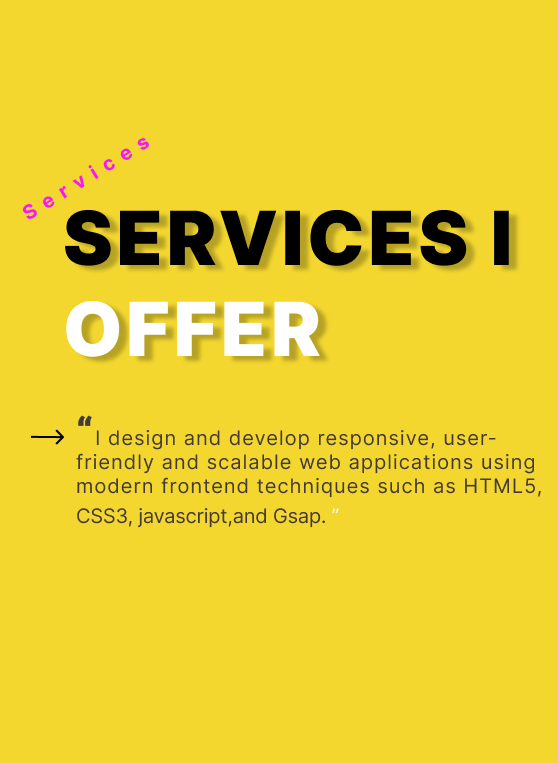 Services
SERVICES I
OFFER
“I design and develop responsive, user-
friendly and scalable web applications using
modern frontend techniques such as HTML5,
CSS3, javascript,and Gsap. ”